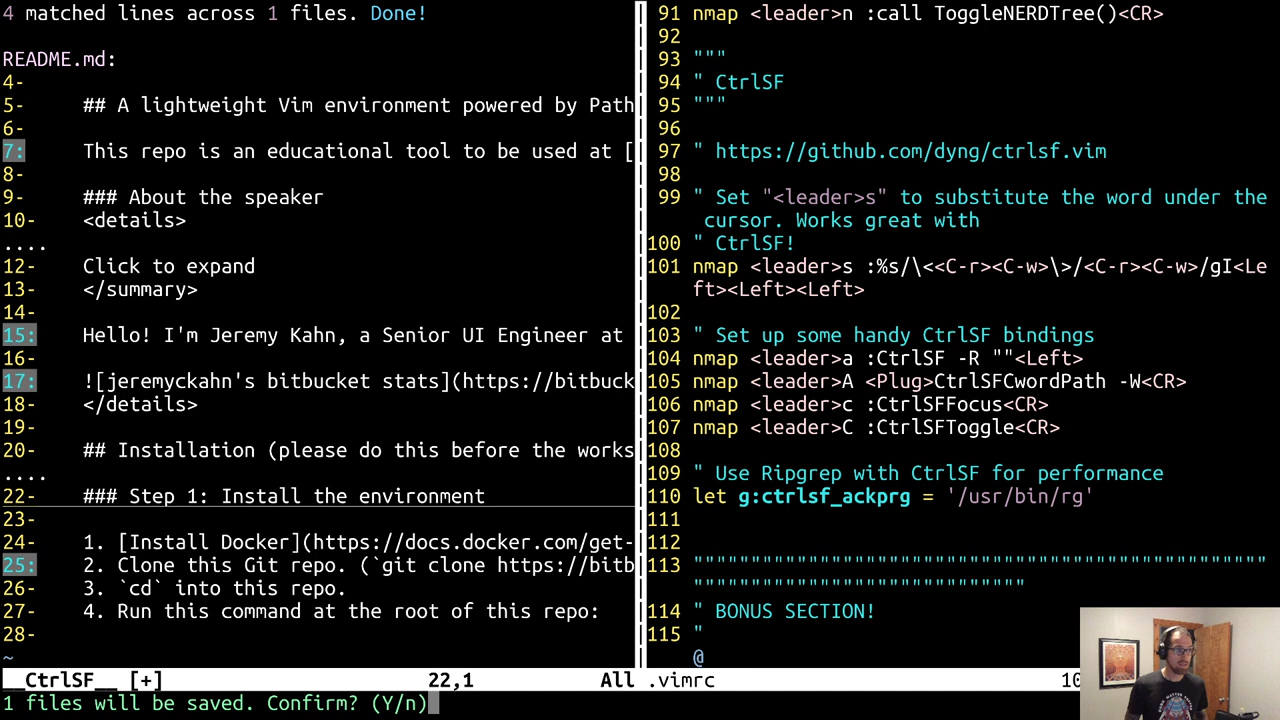 4 matched lines across 1 files. Done!
README.md:
4-
5- ## A lightweight Vim environment powered by Path
6-
7: This repo is an educational tool to be used at [
8-
9- ### About the speaker
10- <details>
....
12- Click to expand
13- </summary>
15: Hello! I'm Jeremy Kahn, a Senior UI Engineer at
16-
17: ![jeremyckahn's bitbucket stats](https://bitbuck
18- </details>
19-
20- ## Installation (please do this before the works
....
22- ### Step 1: Install the environment
23-
24- 1. [Install Docker](https://docs.docker.com/get-
25: 2. Clone this Git repo. (`git clone https://bitb
26- 3. `cd` into this repo.
27- 4. Run this command at the root of this repo:
28-
~
__CtrlSF__ [+] 22,1 All
1 files will be saved. Confirm? (Y/n)
91 nmap <leader>n :call ToggleNERDTree()<CR>
92
93 """
94 " CtrlSF
95 """
96
97 " https://github.com/dyng/ctrlsf.vim
98
99 " Set "<leader>s" to substitute the word under the
cursor. Works great with
100 " CtrlSF!
101 nmap <leader>s :%s/\<<C-r><C-w>\>/<C-r><C-w>/gI<Le
ft><Left><Left>
102
103 " Set up some handy CtrlSF bindings
104 nmap <leader>a :CtrlSF -R ""<Left>
105 nmap <leader>A <Plug>CtrlSFCwordPath -W<CR>
106 nmap <leader>c :CtrlSFFocus<CR>
107 nmap <leader>C :CtrlSFToggle<CR>
108
109 " Use Ripgrep with CtrlSF for performance
110 let g:ctrlsf_ackprg = '/usr/bin/rg'
111
112
113 """"""""""""""""""""""""""""""""""""""""""""""""""
"""""""""""""""""""""""""""""
114 " BONUS SECTION!
115 "
@
.vimrc 10